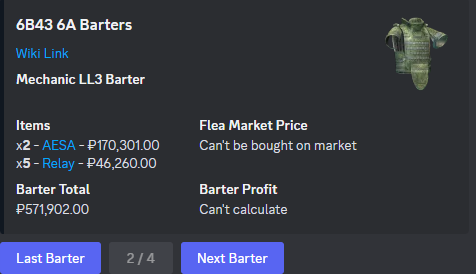 6B43 6A Barters
Wiki Link
Mechanic LL3 Barter
Items
x2 - AESA - ₽170,301.00
x5 - Relay - ₽46,260.00
Flea Market Price
Can't be bought on market
Barter Total
₽571,902.00
Barter Profit
Can't calculate
Last Barter
2 / 4
Next Barter